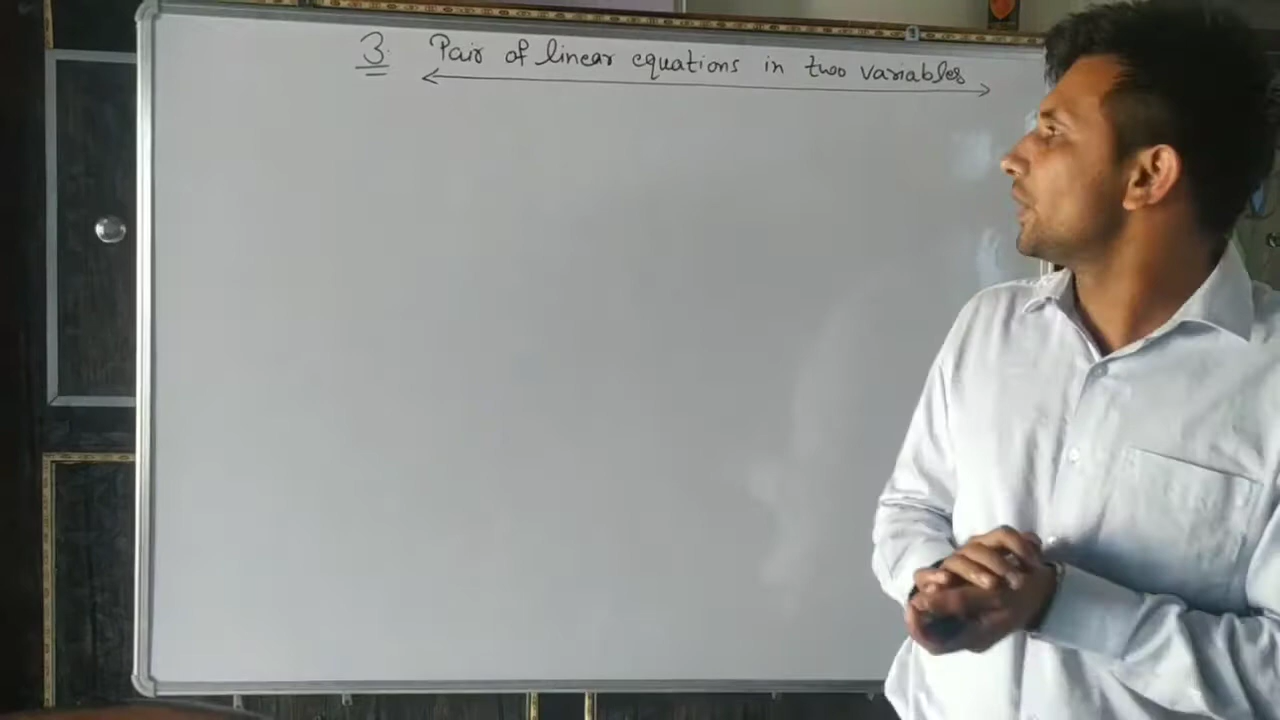 3. Pair of linear equations in two variables